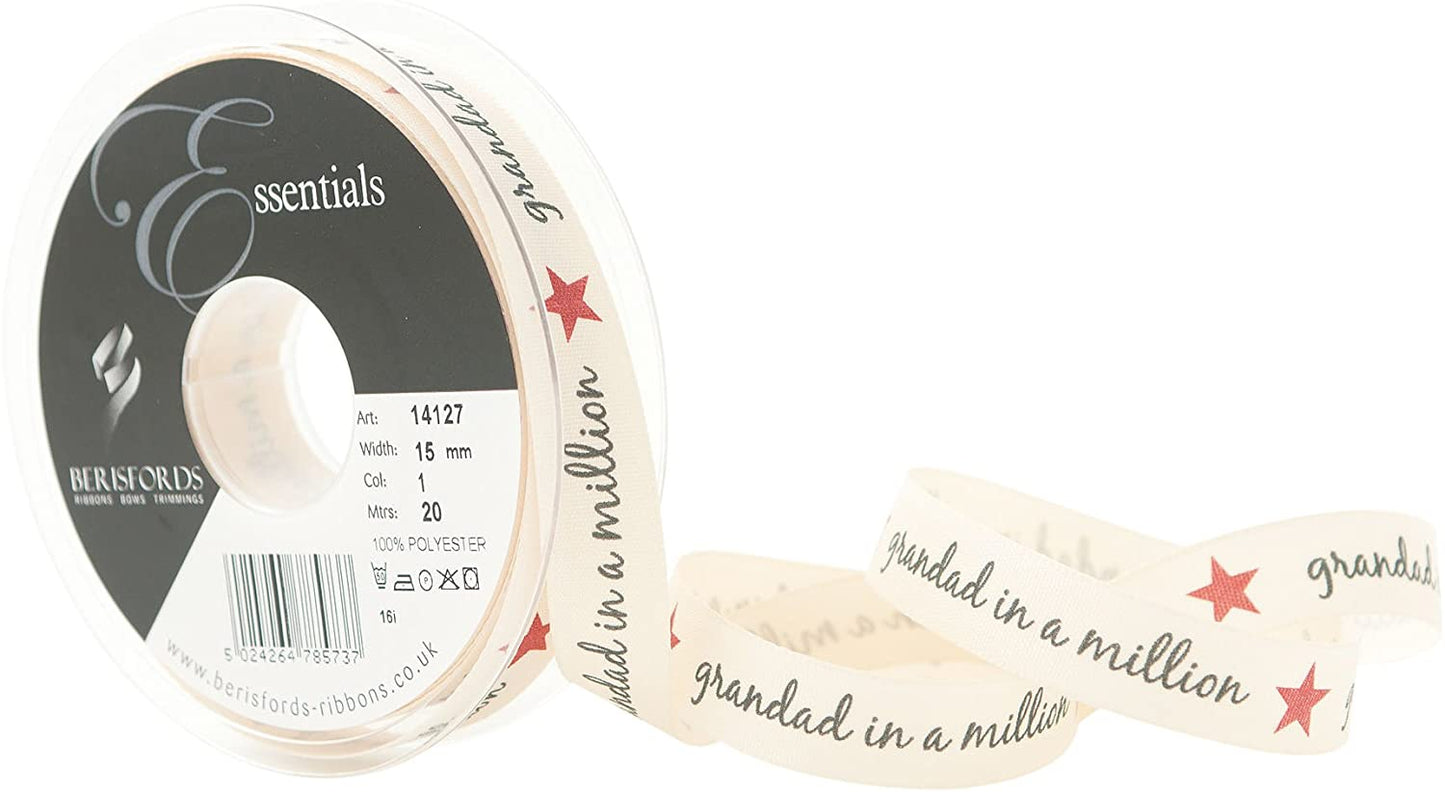 Essentials
BERISFORDS
RIBBONS BOWS TRIMMINGS
Art: 14127
Width: 15 mm
Col: 1
Mtrs: 20
100% POLYESTER
16i
5 024264 785737
www.berisfords-ribbons.co.uk
grandad in
grandad in a million
grandad in a million
grandad in a million
grandad